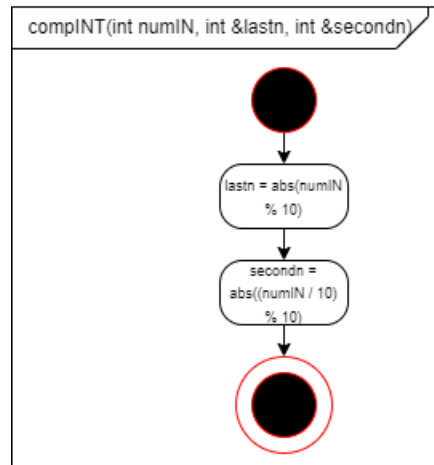 compINT(int numIN, int &lastn, int &secondn)
lastn = abs(numIN
% 10)
secondn =
abs((numIN / 10)
% 10)